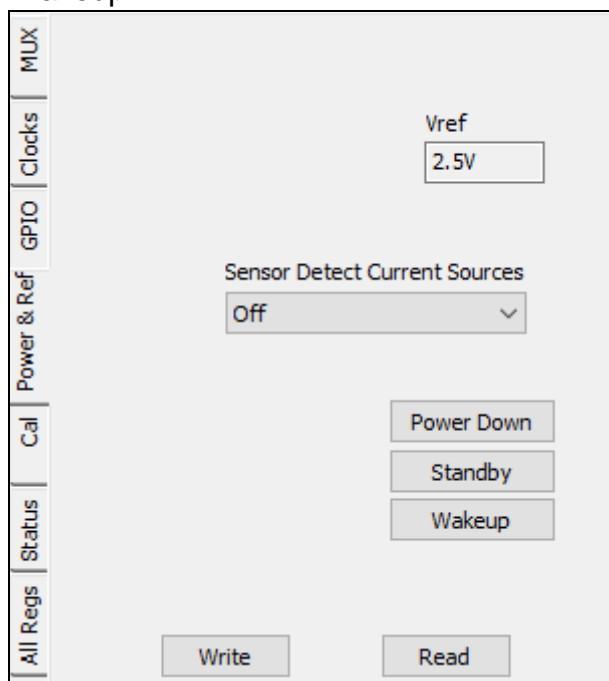 MUX
Clocks
GPIO
Power & Ref
Cal
Status
All Regs
Vref
2.5V
Sensor Detect Current Sources
Off
Power Down
Standby
Wakeup
Write
Read